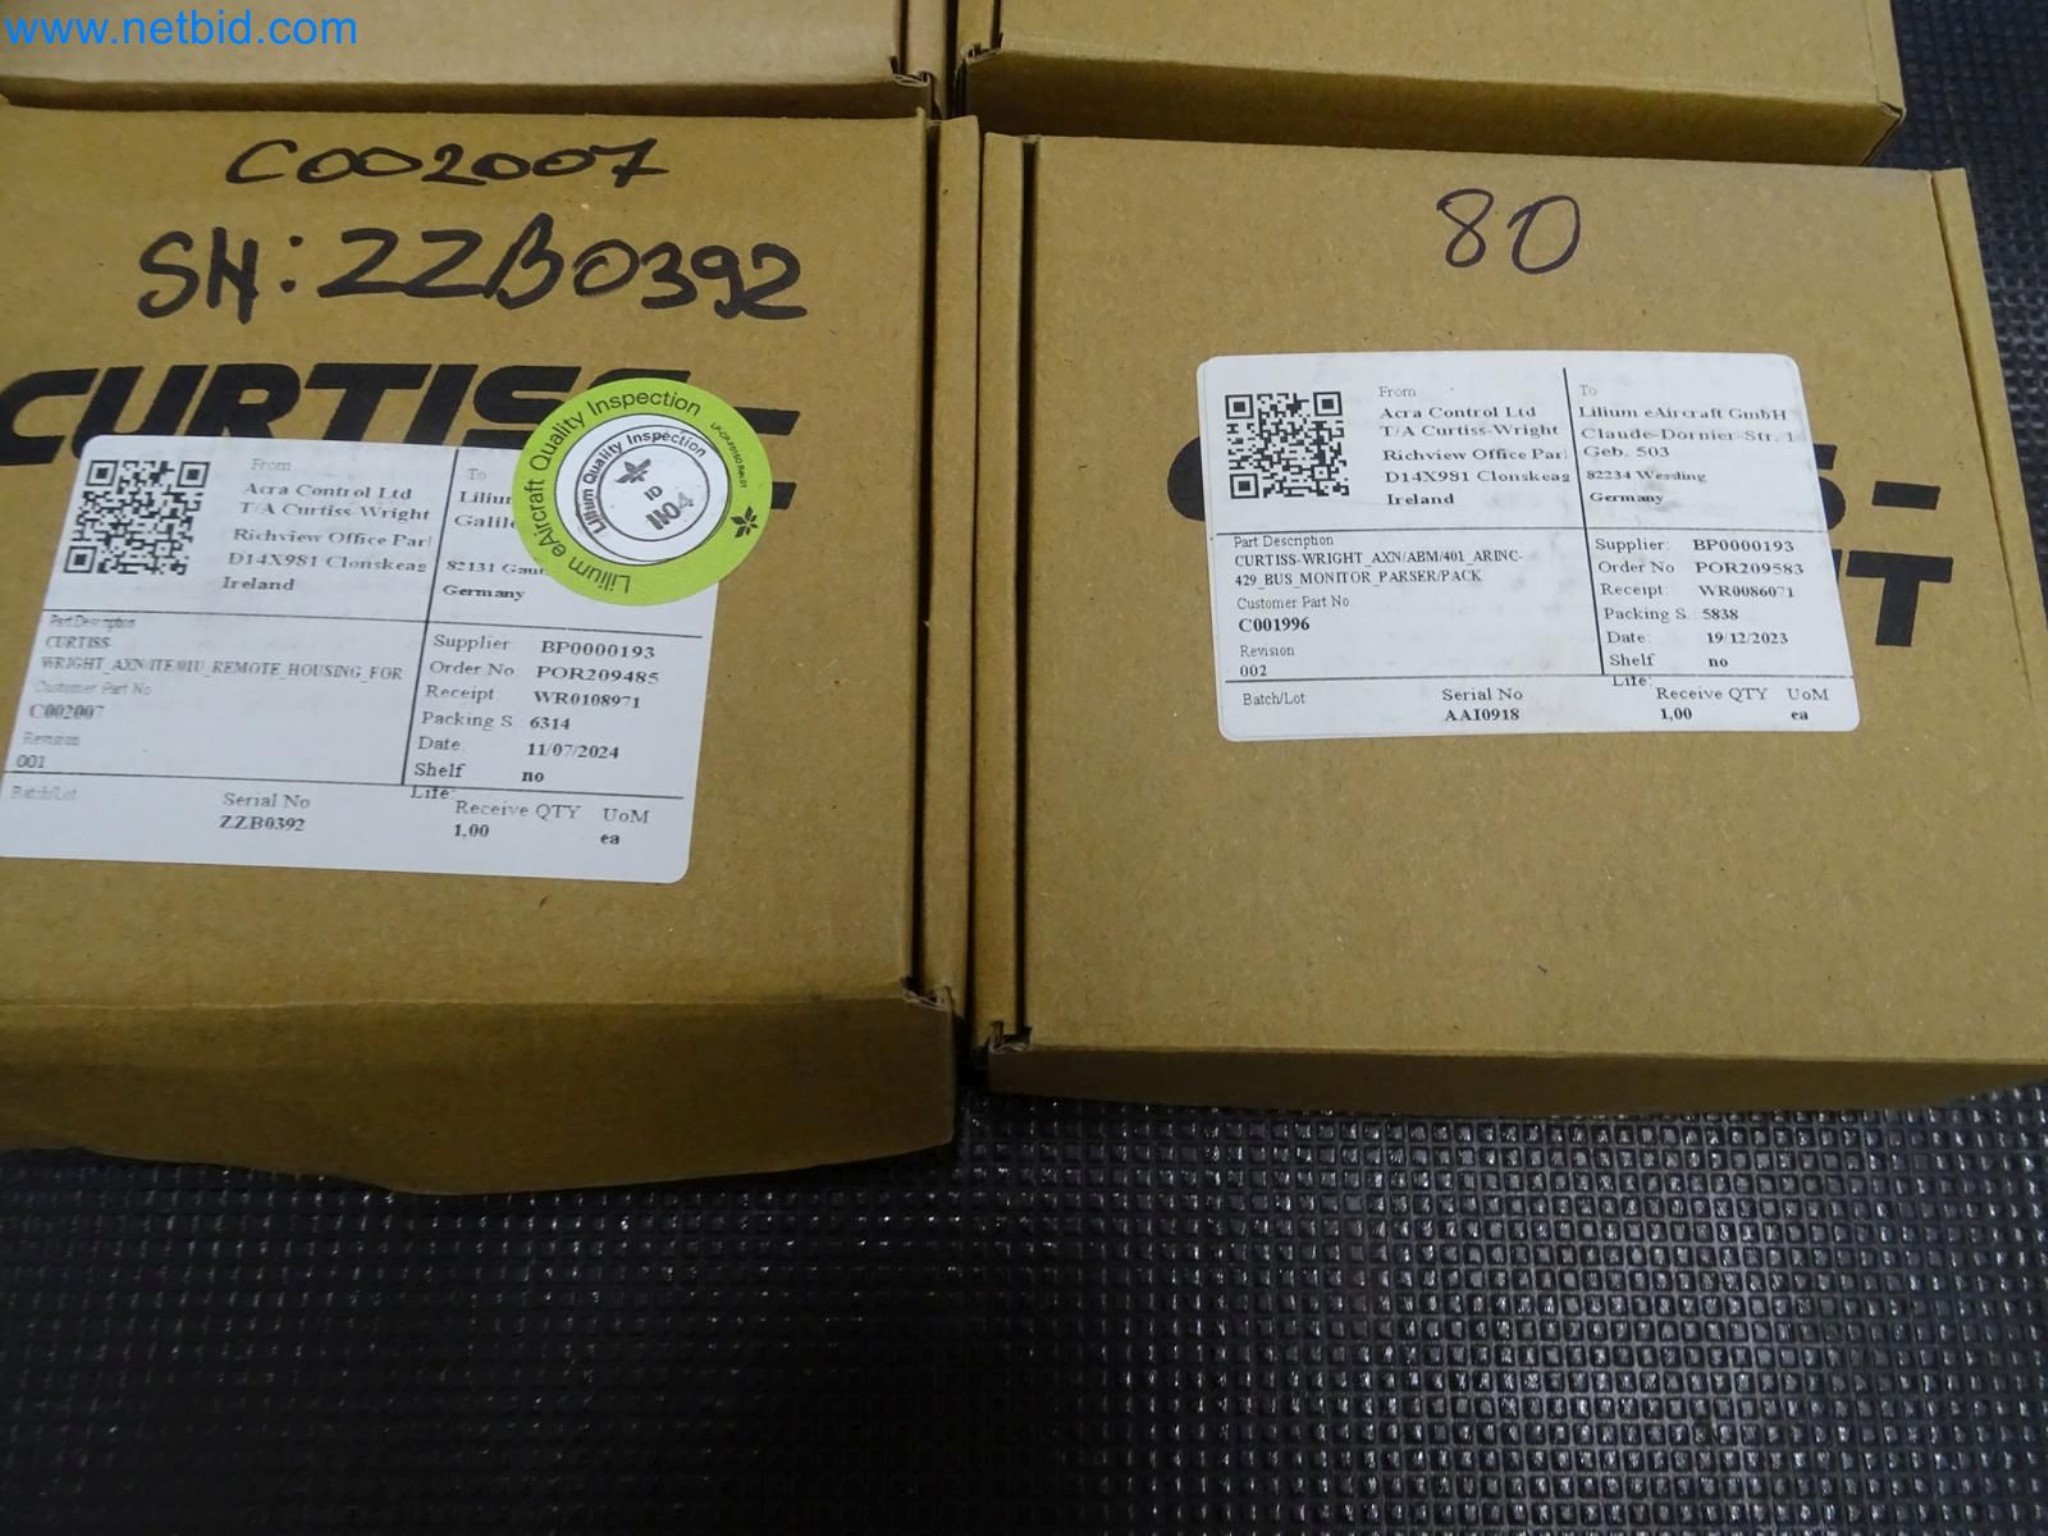 www.netbid.com
C002007
SN: ZZB0392
CURTISS-
From
Acra Control Ltd
T/A Curtiss-Wright
Richview Office Par
D14X981 Clonskeag
Ireland
To
Lilium
Galile
82131 Gaut
Germany
Part Description
CURTISS-
WRIGHT_AXN/ITE/01U_REMOTE_HOUSING_FOR
Customer Part No
C002007
Revision
001
Supplier: BP0000193
Order No POR209485
Receipt: WR0108971
Packing S 6314
Date: 11/07/2024
Shelf no
Life:
Batch/Lot
Serial No
ZZB0392
Receive QTY
1,00
UoM
ea
Lilium eAircraft Quality Inspection
Lilium Quality Inspection
ID
1104
80
S-
T
From
Acra Control Ltd
T/A Curtiss-Wright
Richview Office Par
D14X981 Clonskeag
Ireland
To
Lilium eAircraft GmbH
Claude-Dornier-Str. 1
Geb. 503
82234 Wessling
Germany
Part Description
CURTISS-WRIGHT_AXN/ABM/401_ARINC-
429_BUS_MONITOR_PARSER/PACK
Customer Part No
C001996
Revision
002
Supplier: BP0000193
Order No POR209583
Receipt: WR0086071
Packing S. 5838
Date: 19/12/2023
Shelf no
Life:
Batch/Lot
Serial No
AAI0918
Receive QTY
1,00
UoM
ea